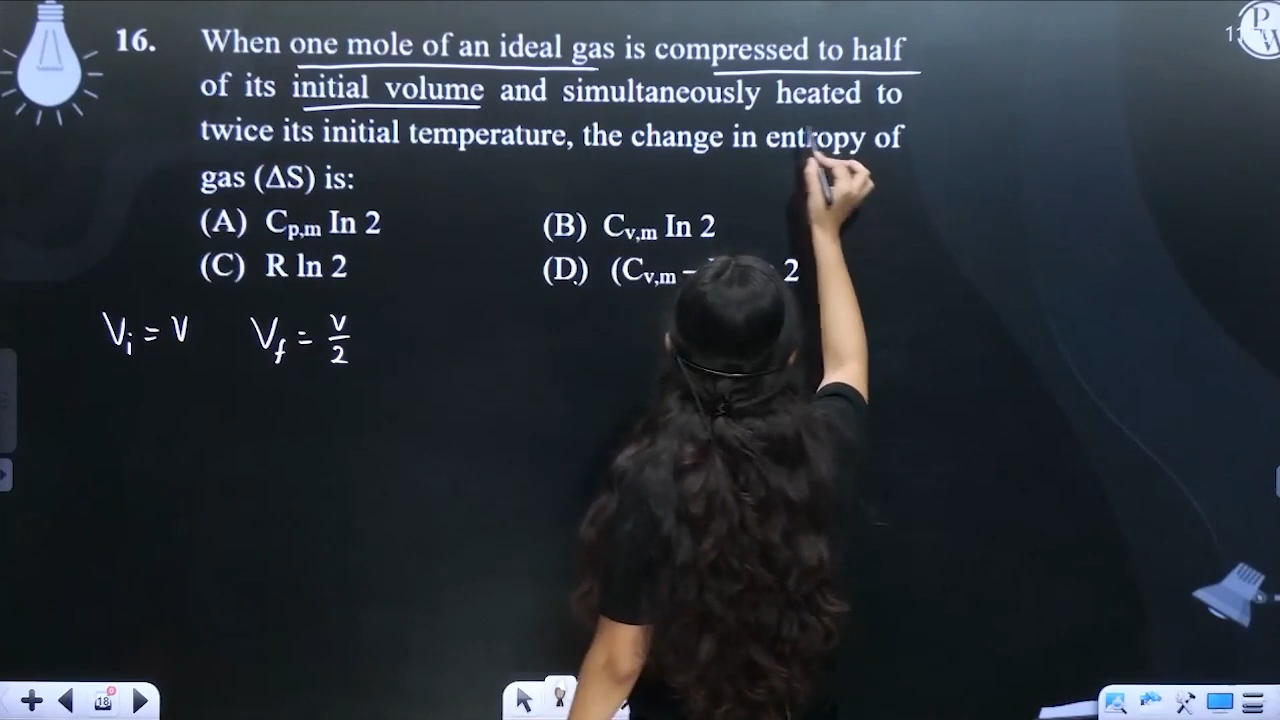 16. When one mole of an ideal gas is compressed to half
of its initial volume and simultaneously heated to
twice its initial temperature, the change in entropy of
gas (ΔS) is:
(A) Cp,m In 2 (B) Cv,m In 2
(C) R ln 2 (D) (Cv,m – 2
Vi = V Vf = V/2
P
W
18